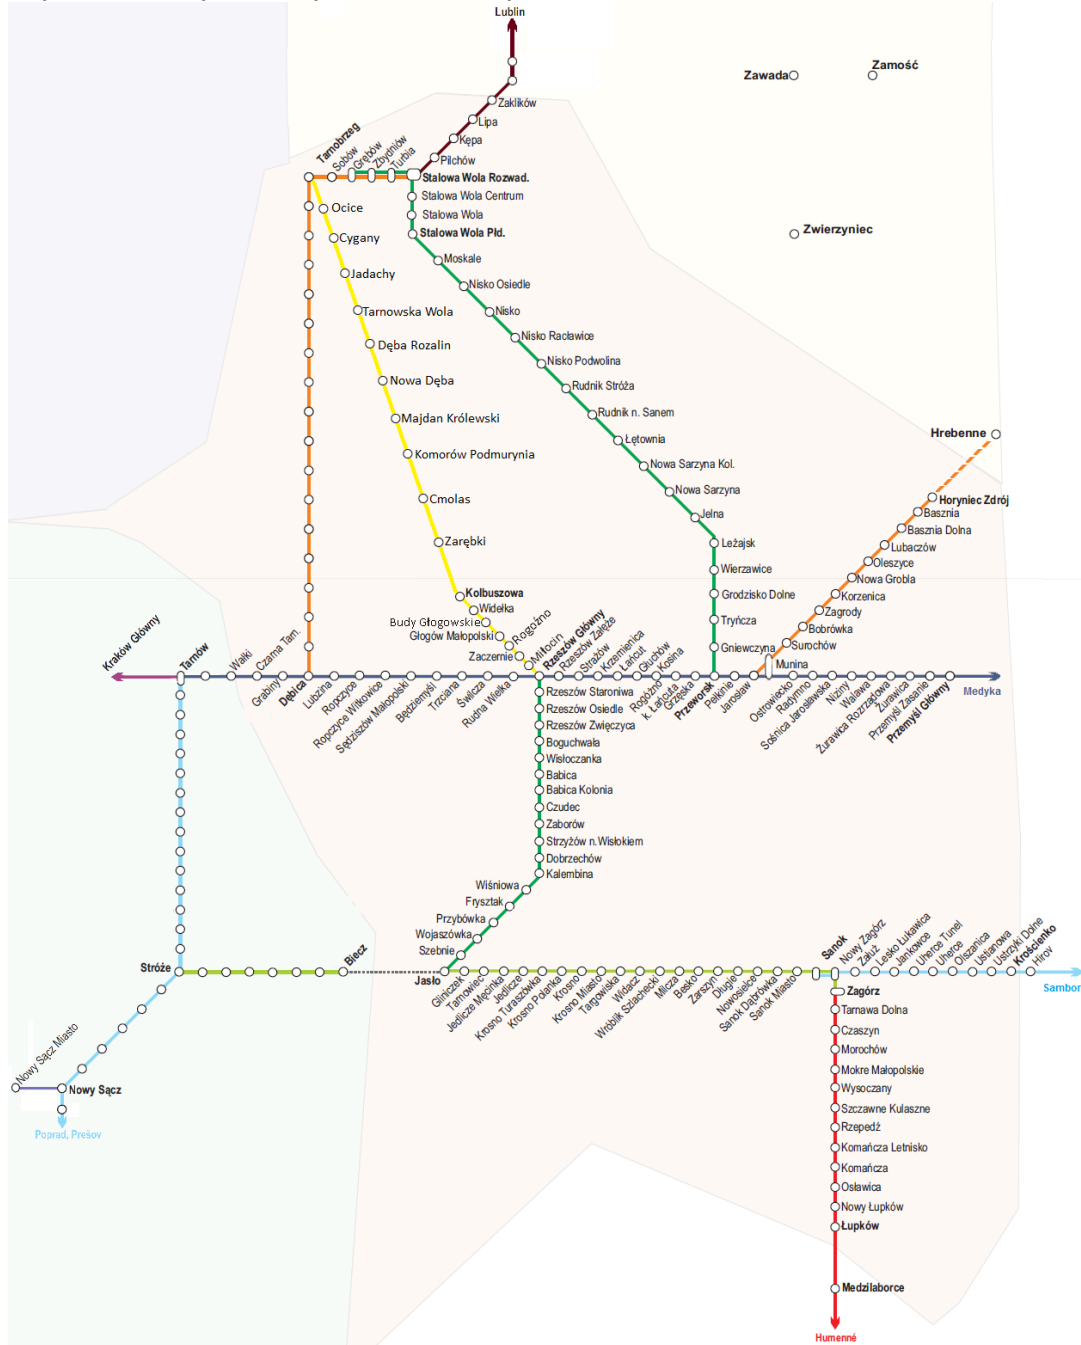 Lublin
Zawada
Zamość
Zaklików
Lipa
Kępa
Pilchów
Tarnobrzeg
Sobów
Grębów
Zbydniów
Turbia
Stalowa Wola Rozwad.
Stalowa Wola Centrum
Stalowa Wola
Stalowa Wola Płd.
Zwierzyniec
Ocice
Cygany
Jadachy
Tarnowska Wola
Dęba Rozalin
Nowa Dęba
Majdan Królewski
Komorów Podmurynia
Cmolas
Zarębki
Kolbuszowa
Widełka
Budy Głogowskie
Głogów Małopolski
Rogoźno
Zaczernie
Miłocin
Moskale
Nisko Osiedle
Nisko
Nisko Racławice
Nisko Podwolina
Rudnik Stróża
Rudnik n. Sanem
Łętownia
Nowa Sarzyna Kol.
Nowa Sarzyna
Jelna
Leżajsk
Wierzawice
Grodzisko Dolne
Tryńcza
Gniewczyna
Hrebenne
Horyniec Zdrój
Basznia
Basznia Dolna
Lubaczów
Oleszyce
Nowa Grobla
Korzenica
Zagrody
Bobrówka
Surochów
Munina
Kraków Główny
Tarnów
Wałki
Czarna Tarn.
Grabiny
Dębica
Lubzina
Ropczyce
Ropczyce Witkowice
Sędziszów Małopolski
Będziemyśl
Trzciana
Świlcza
Rudna Wielka
Rzeszów Główny
Rzeszów Załęże
Strażów
Krzemienica
Łańcut
Głuchów
Kosina
Rogóżno
k. Łańcuta
Grzęska
Przeworsk
Pełkinie
Jarosław
Ostrowiecko
Radymno
Sośnica Jarosławska
Niziny
Walawa
Żurawica Rozrządowa
Żurawica
Przemyśl Zasanie
Przemyśl Główny
Medyka
Rzeszów Staroniwa
Rzeszów Osiedle
Rzeszów Zwięczyca
Boguchwała
Wisłoczanka
Babica
Babica Kolonia
Czudec
Zaborów
Strzyżów n.Wisłokiem
Dobrzechów
Kalembina
Wiśniowa
Frysztak
Przybówka
Wojaszówka
Szebnie
Stróże
Biecz
Jasło
Gliniczek
Tarnowiec
Jedlicze Męcinka
Jedlicze
Krosno Turaszówka
Krosno Polanka
Krosno
Krosno Miasto
Targowiska
Widacz
Wróblik Szlachecki
Milcza
Besko
Zarszyn
Długie
Nowosielce
Sanok Dąbrówka
Sanok Miasto
Sanok
Nowy Zagórz
Załuż
Lesko Łukawica
Jankowce
Uherce Tunel
Uherce
Olszanica
Ustianowa
Ustrzyki Dolne
Krościenko
Hirov
Sambor
Zagórz
Tarnawa Dolna
Czaszyn
Morochów
Mokre Małopolskie
Wysoczany
Szczawne Kulaszne
Rzepedź
Komańcza Letnisko
Komańcza
Osławica
Nowy Łupków
Łupków
Medzilaborce
Humenné
Nowy Sącz Miasto
Nowy Sącz
Poprad, Prešov